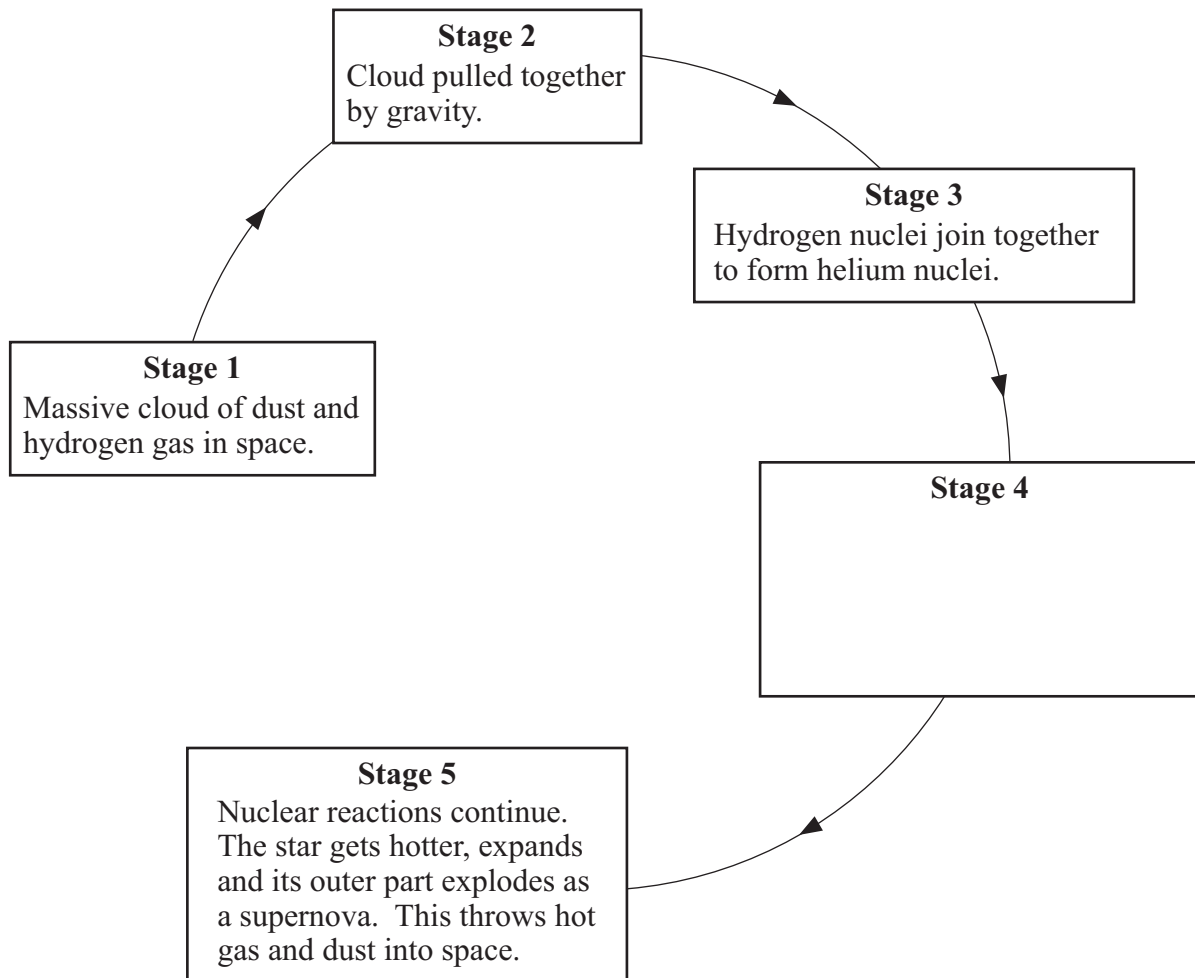 Stage 1
Massive cloud of dust and
hydrogen gas in space.
Stage 2
Cloud pulled together
by gravity.
Stage 3
Hydrogen nuclei join together
to form helium nuclei.
Stage 4
Stage 5
Nuclear reactions continue.
The star gets hotter, expands
and its outer part explodes as
a supernova.  This throws hot
gas and dust into space.